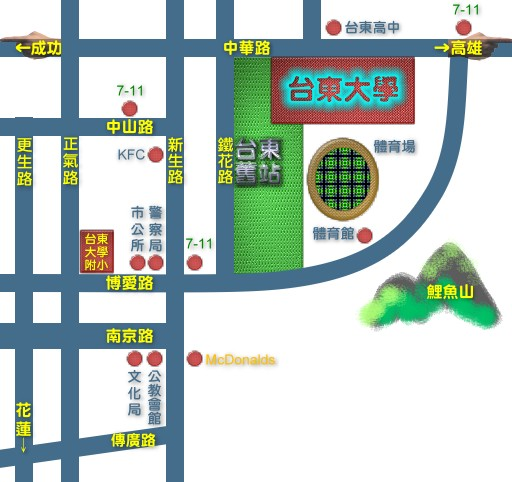 7-11
台東高中
←成功
中華路
→高雄
台東大學
7-11
中山路
更生路
正氣路
新生路
鐵花路
台東
舊站
體育場
KFC
市公所
警察局
台東
大學
附小
7-11
體育館
博愛路
鯉魚山
南京路
McDonalds
文化局
公教會館
花蓮↓
傳廣路